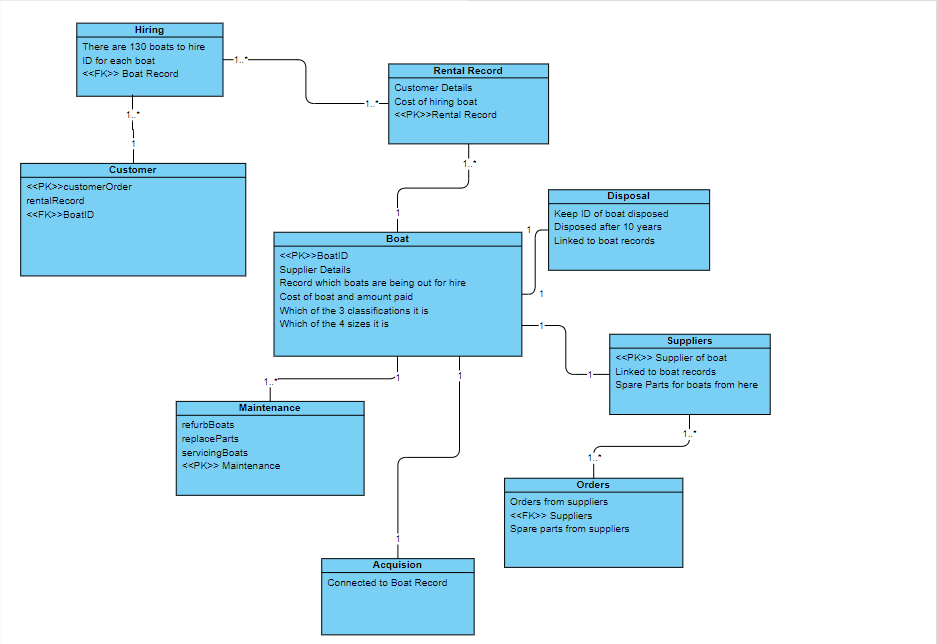 Hiring
There are 130 boats to hire
ID for each boat
<<FK>> Boat Record
1..*
1..*
Rental Record
Customer Details
Cost of hiring boat
<<PK>>Rental Record
1..*
1
Customer
<<PK>>customerOrder
rentalRecord
<<FK>>BoatID
1..*
1
Disposal
Keep ID of boat disposed
Disposed after 10 years
Linked to boat records
1
1
Boat
<<PK>>BoatID
Supplier Details
Record which boats are being out for hire
Cost of boat and amount paid
Which of the 3 classifications it is
Which of the 4 sizes it is
1
1
Suppliers
<<PK>> Supplier of boat
Linked to boat records
Spare Parts for boats from here
1..*
1
1
Maintenance
refurbBoats
replaceParts
servicingBoats
<<PK>> Maintenance
1..*
1..*
Orders
Orders from suppliers
<<FK>> Suppliers
Spare parts from suppliers
1
Acquision
Connected to Boat Record